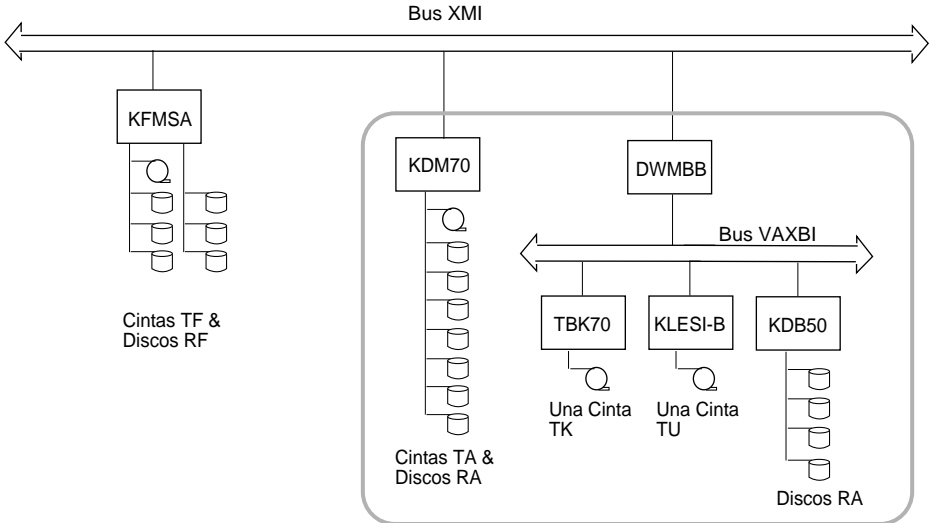 Bus XMI
KFMSA
KDM70
DWMBB
Bus VAXBI
TBK70
KLESI-B
KDB50
Cintas TF &
Discos RF
Una Cinta
TK
Una Cinta
TU
Cintas TA &
Discos RA
Discos RA